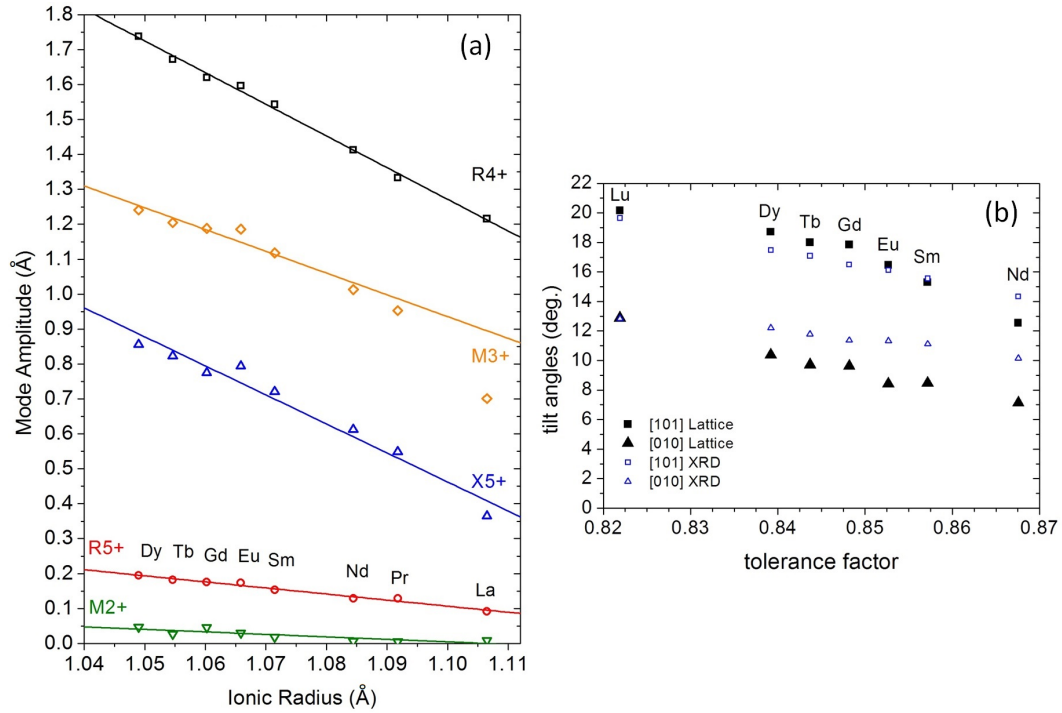 1.8
1.7
1.6
1.5
1.4
1.3
1.2
1.1
1.0
0.9
0.8
0.7
0.6
0.5
0.4
0.3
0.2
0.1
0.0
Mode Amplitude (Å)
(a)
R4+
M3+
X5+
R5+
Dy Tb Gd Eu Sm Nd Pr La
M2+
1.04 1.05 1.06 1.07 1.08 1.09 1.10 1.11
Ionic Radius (Å)
22
20
18
16
14
12
10
8
6
4
2
0
tilt angles (deg.)
(b)
Lu
Dy
Tb
Gd
Eu
Sm
Nd
[101] Lattice
[010] Lattice
[101] XRD
[010] XRD
0.82 0.83 0.84 0.85 0.86 0.87
tolerance factor